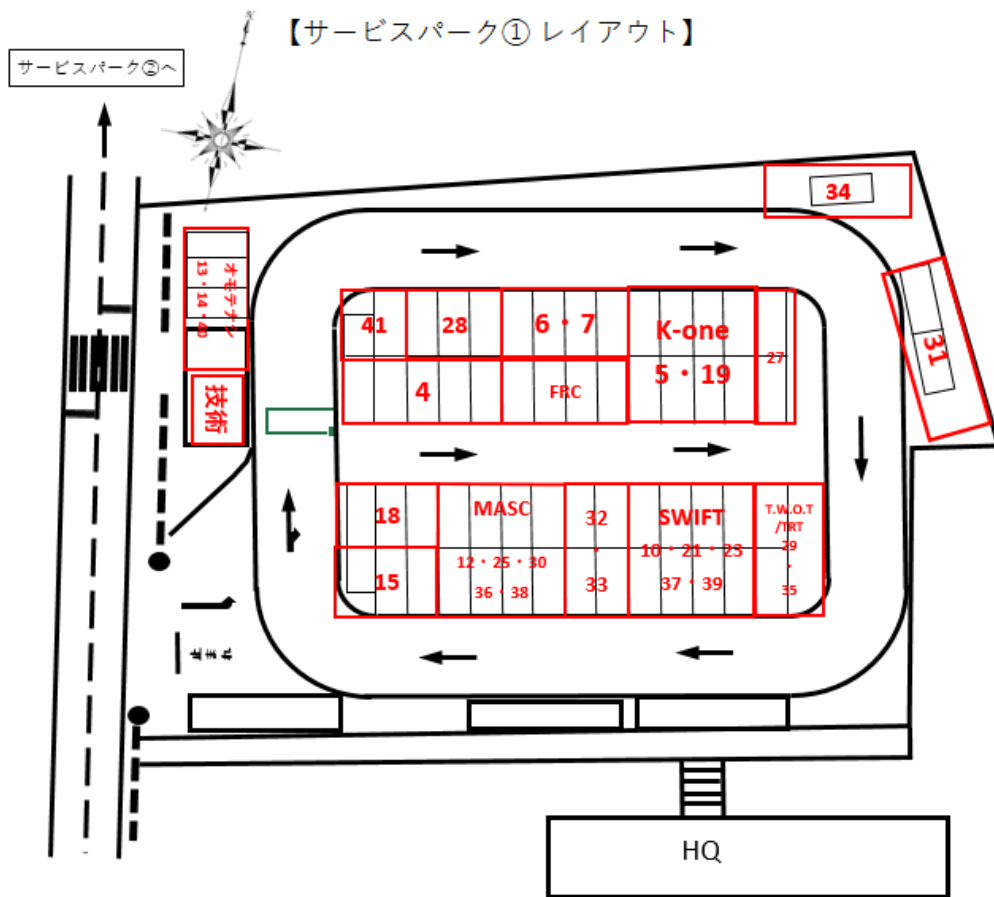 【サービスパーク① レイアウト】
サービスパーク②へ
N
34
オモテナシ
13・14・40
技術
41
28
6・7
K-one
5・19
27
31
4
FRC
18
15
MASC
12・25・30
36・38
32
・
33
SWIFT
10・21・23
37・39
T.W.O.T
/TRT
29
・
35
止まれ
HQ